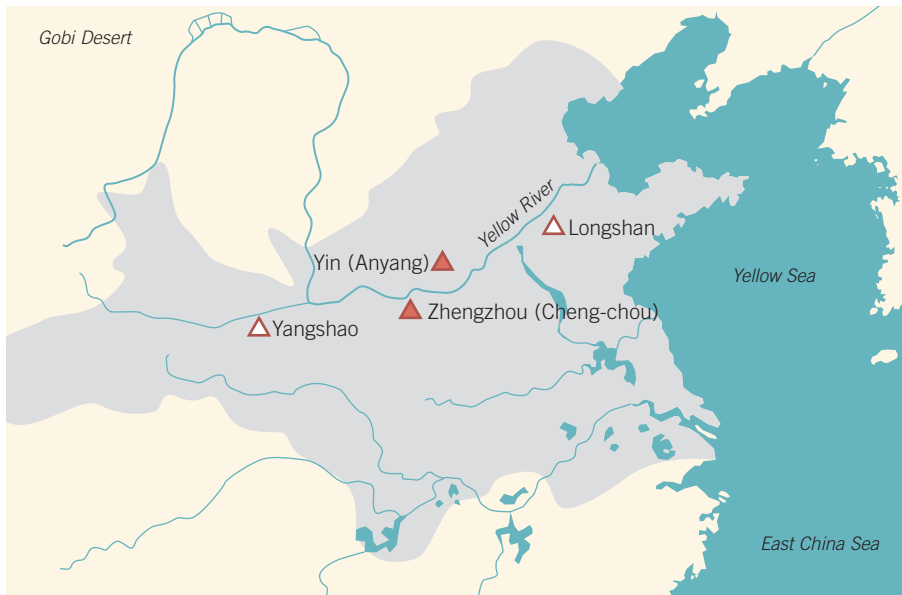 Gobi Desert
Yellow River
Longshan
Yin (Anyang)
Yellow Sea
Zhengzhou (Cheng-chou)
Yangshao
East China Sea